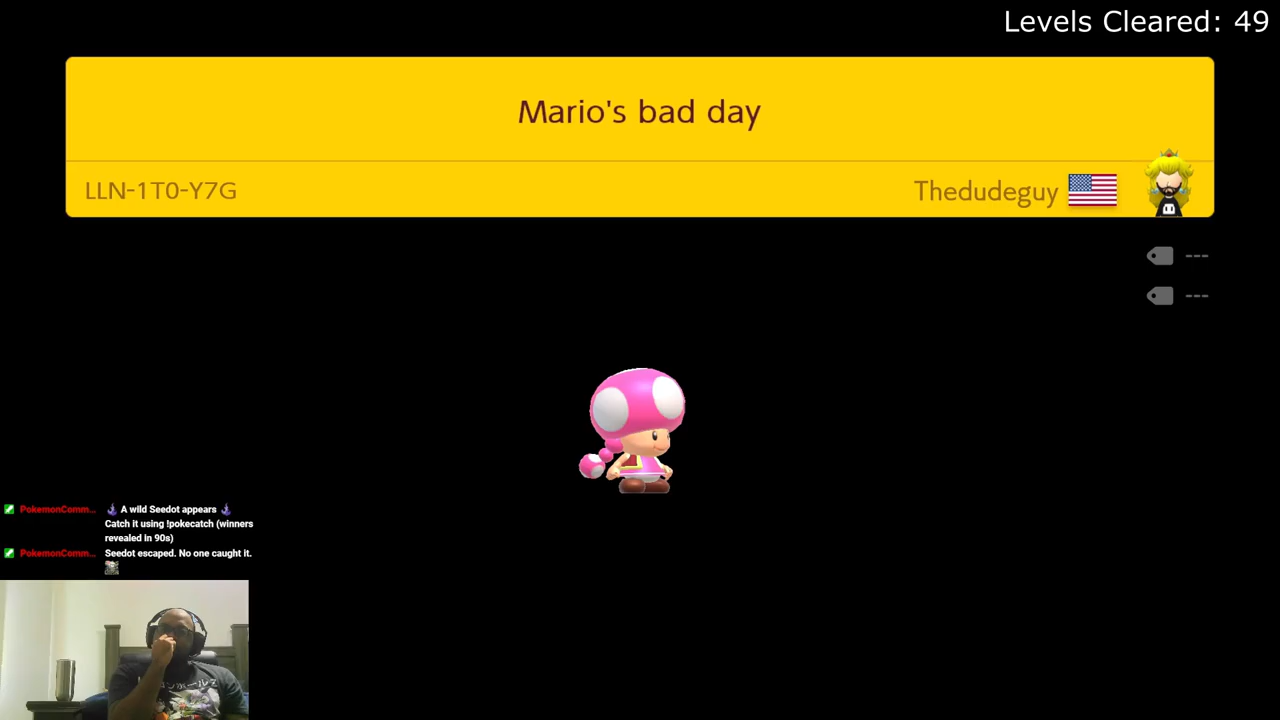 Levels Cleared: 49
Mario's bad day
LLN-1T0-Y7G
Thedudeguy
---
---
PokemonComm... A wild Seedot appears
Catch it using !pokecatch (winners
revealed in 90s)
PokemonComm... Seedot escaped. No one caught it.